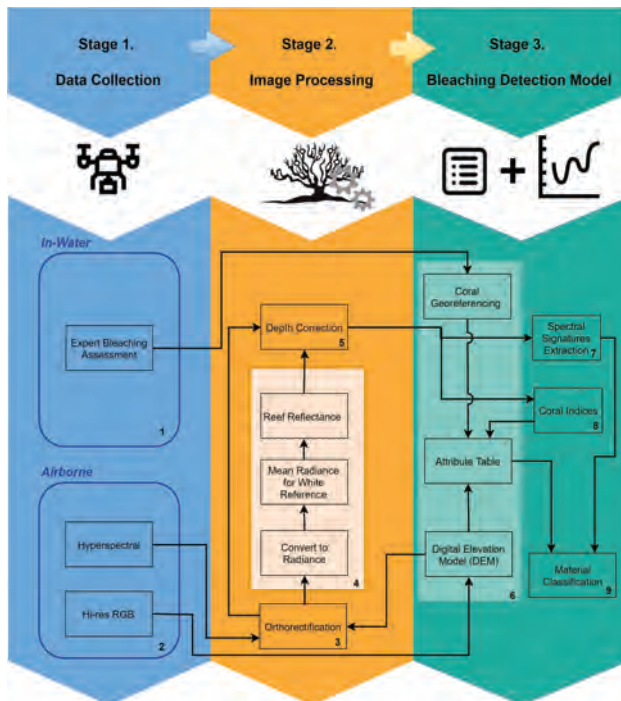 Stage 1.
Data Collection
Stage 2.
Image Processing
Stage 3.
Bleaching Detection Model
In-Water
Expert Bleaching
Assessment
1
Airborne
Hyperspectral
Hi-res RGB
2
Depth Correction
5
Reef Reflectance
Mean Radiance
for White
Reference
Convert to
Radiance
4
Orthorectification
3
Coral
Georeferencing
Attribute Table
Digital Elevation
Model (DEM)
6
Spectral
Signatures
Extraction
7
Coral Indices
8
Material
Classification
9